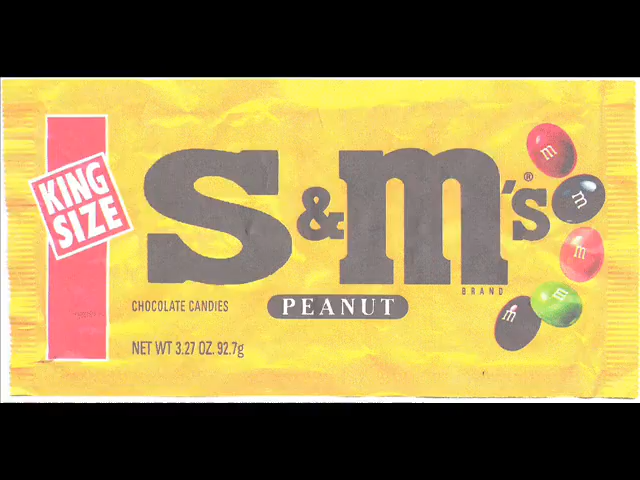 KING
SIZE
S&M's®
BRAND
CHOCOLATE CANDIES
PEANUT
NET WT 3.27 OZ. 92.7g
m
m
m
m
m